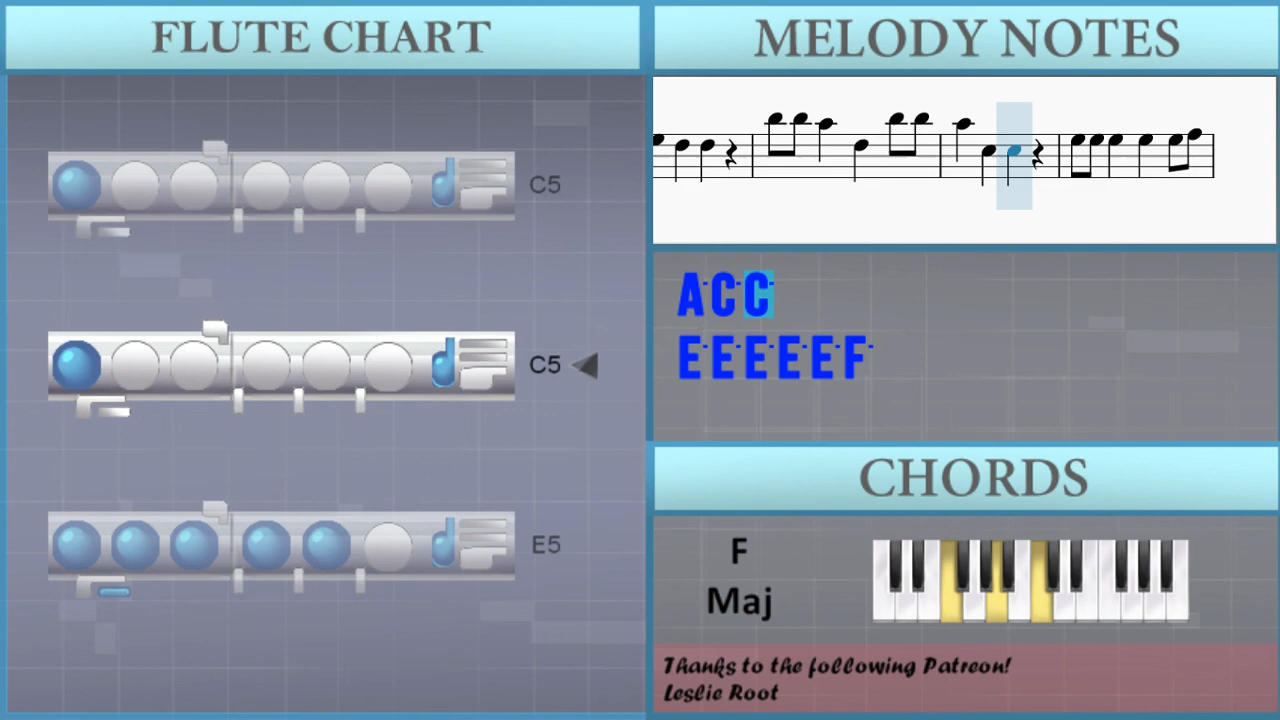 FLUTE CHART
C5
C5
E5
MELODY NOTES
A·C·C·
E·E·E·E·E·F·
CHORDS
F
Maj
Thanks to the following Patreon!
Leslie Root